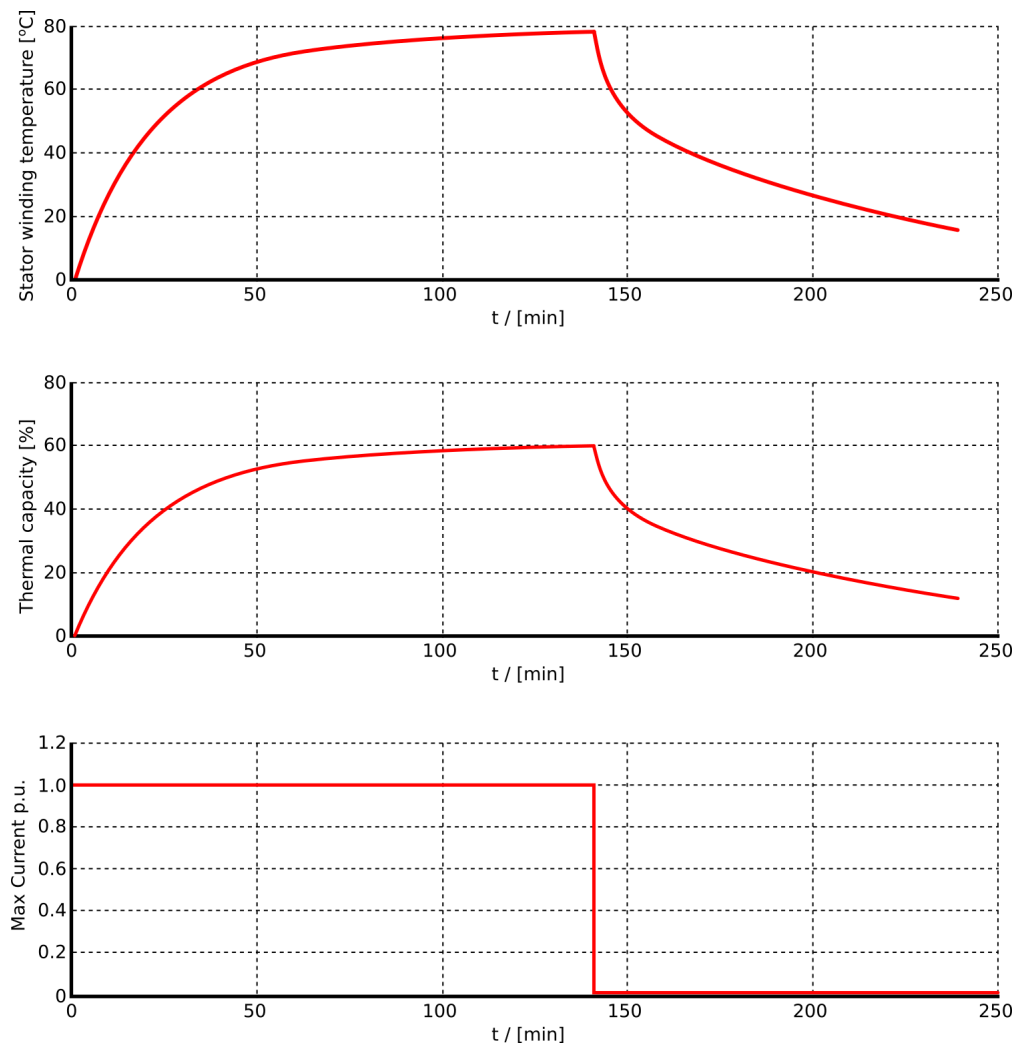 Stator winding temperature [ºC]
80
60
40
20
0
0 50 100 150 200 250
t / [min]
Thermal capacity [%]
80
60
40
20
0
0 50 100 150 200 250
t / [min]
Max Current p.u.
1.2
1.0
0.8
0.6
0.4
0.2
0
0 50 100 150 200 250
t / [min]